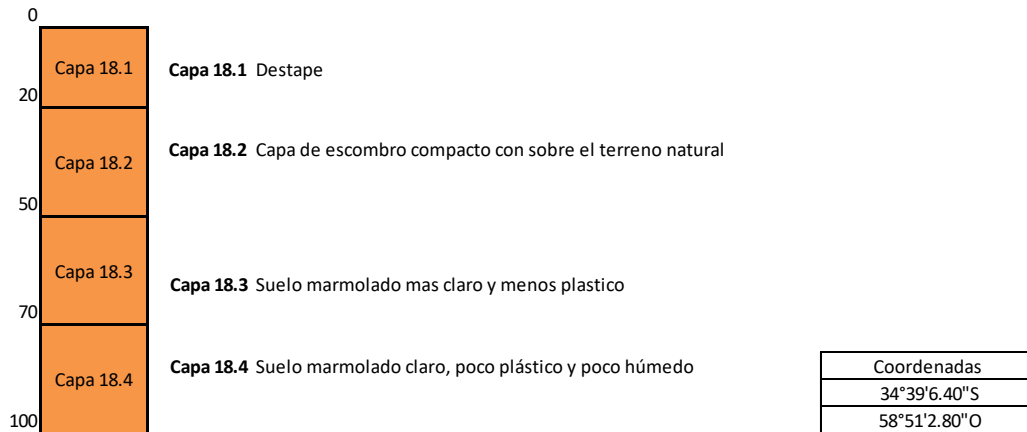 0
Capa 18.1
Capa 18.1 Destape
20
Capa 18.2
Capa 18.2 Capa de escombro compacto con sobre el terreno natural
50
Capa 18.3
Capa 18.3 Suelo marmolado mas claro y menos plastico
70
Capa 18.4
Capa 18.4 Suelo marmolado claro, poco plástico y poco húmedo
100
Coordenadas
34°39'6.40"S
58°51'2.80"O